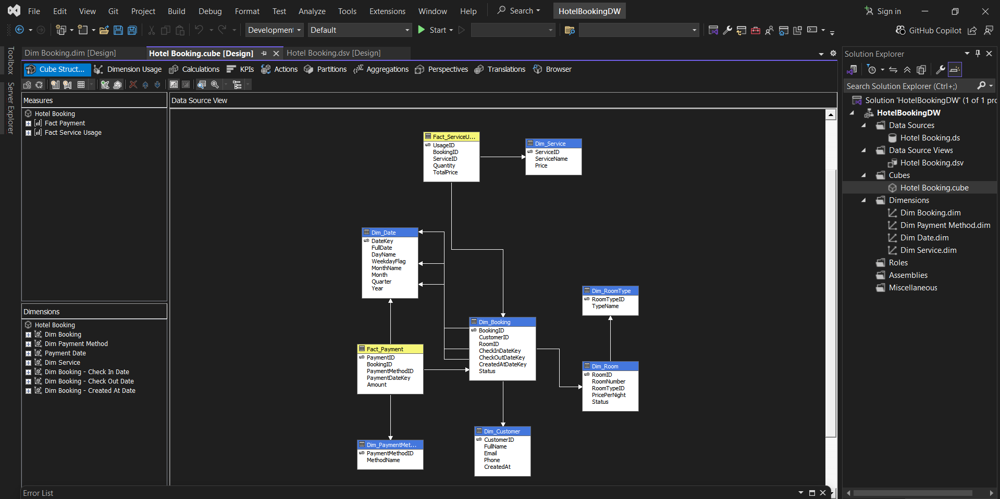 File Edit View Git Project Build Debug Format Test Analyze Tools Extensions Window Help Search HotelBookingDW Sign in
Development Default Start GitHub Copilot
Toolbox
Server Explorer
Dim Booking.dim [Design] Hotel Booking.cube [Design] Hotel Booking.dsv [Design]
Cube Struct... Dimension Usage Calculations KPIs Actions Partitions Aggregations Perspectives Translations Browser
Measures
Hotel Booking
Fact Payment
Fact Service Usage
Dimensions
Hotel Booking
Dim Booking
Dim Payment Method
Payment Date
Dim Service
Dim Booking - Check In Date
Dim Booking - Check Out Date
Dim Booking - Created At Date
Data Source View
Fact_ServiceU...
UsageID
BookingID
ServiceID
Quantity
TotalPrice
Dim_Service
ServiceID
ServiceName
Price
Dim_Date
DateKey
FullDate
DayName
WeekdayFlag
MonthName
Month
Quarter
Year
Dim_RoomType
RoomTypeID
TypeName
Dim_Booking
BookingID
CustomerID
RoomID
CheckInDateKey
CheckOutDateKey
CreatedAtDateKey
Status
Fact_Payment
PaymentID
BookingID
PaymentMethodID
PaymentDateKey
Amount
Dim_Room
RoomID
RoomNumber
RoomTypeID
PricePerNight
Status
Dim_PaymentMet...
PaymentMethodID
MethodName
Dim_Customer
CustomerID
FullName
Email
Phone
CreatedAt
Solution Explorer
Search Solution Explorer (Ctrl+;)
Solution 'HotelBookingDW' (1 of 1 pro
HotelBookingDW
Data Sources
Hotel Booking.ds
Data Source Views
Hotel Booking.dsv
Cubes
Hotel Booking.cube
Dimensions
Dim Booking.dim
Dim Payment Method.dim
Dim Date.dim
Dim Service.dim
Roles
Assemblies
Miscellaneous
Error List